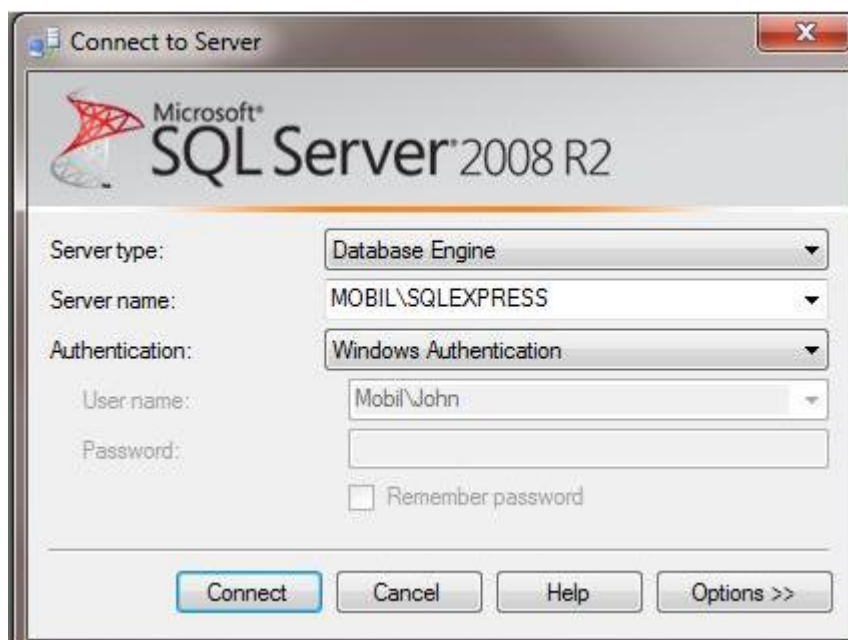 Connect to Server
Microsoft®
SQL Server® 2008 R2
Server type: Database Engine
Server name: MOBIL\SQLEXPRESS
Authentication: Windows Authentication
User name: Mobil\John
Password:
Remember password
Connect Cancel Help Options >>